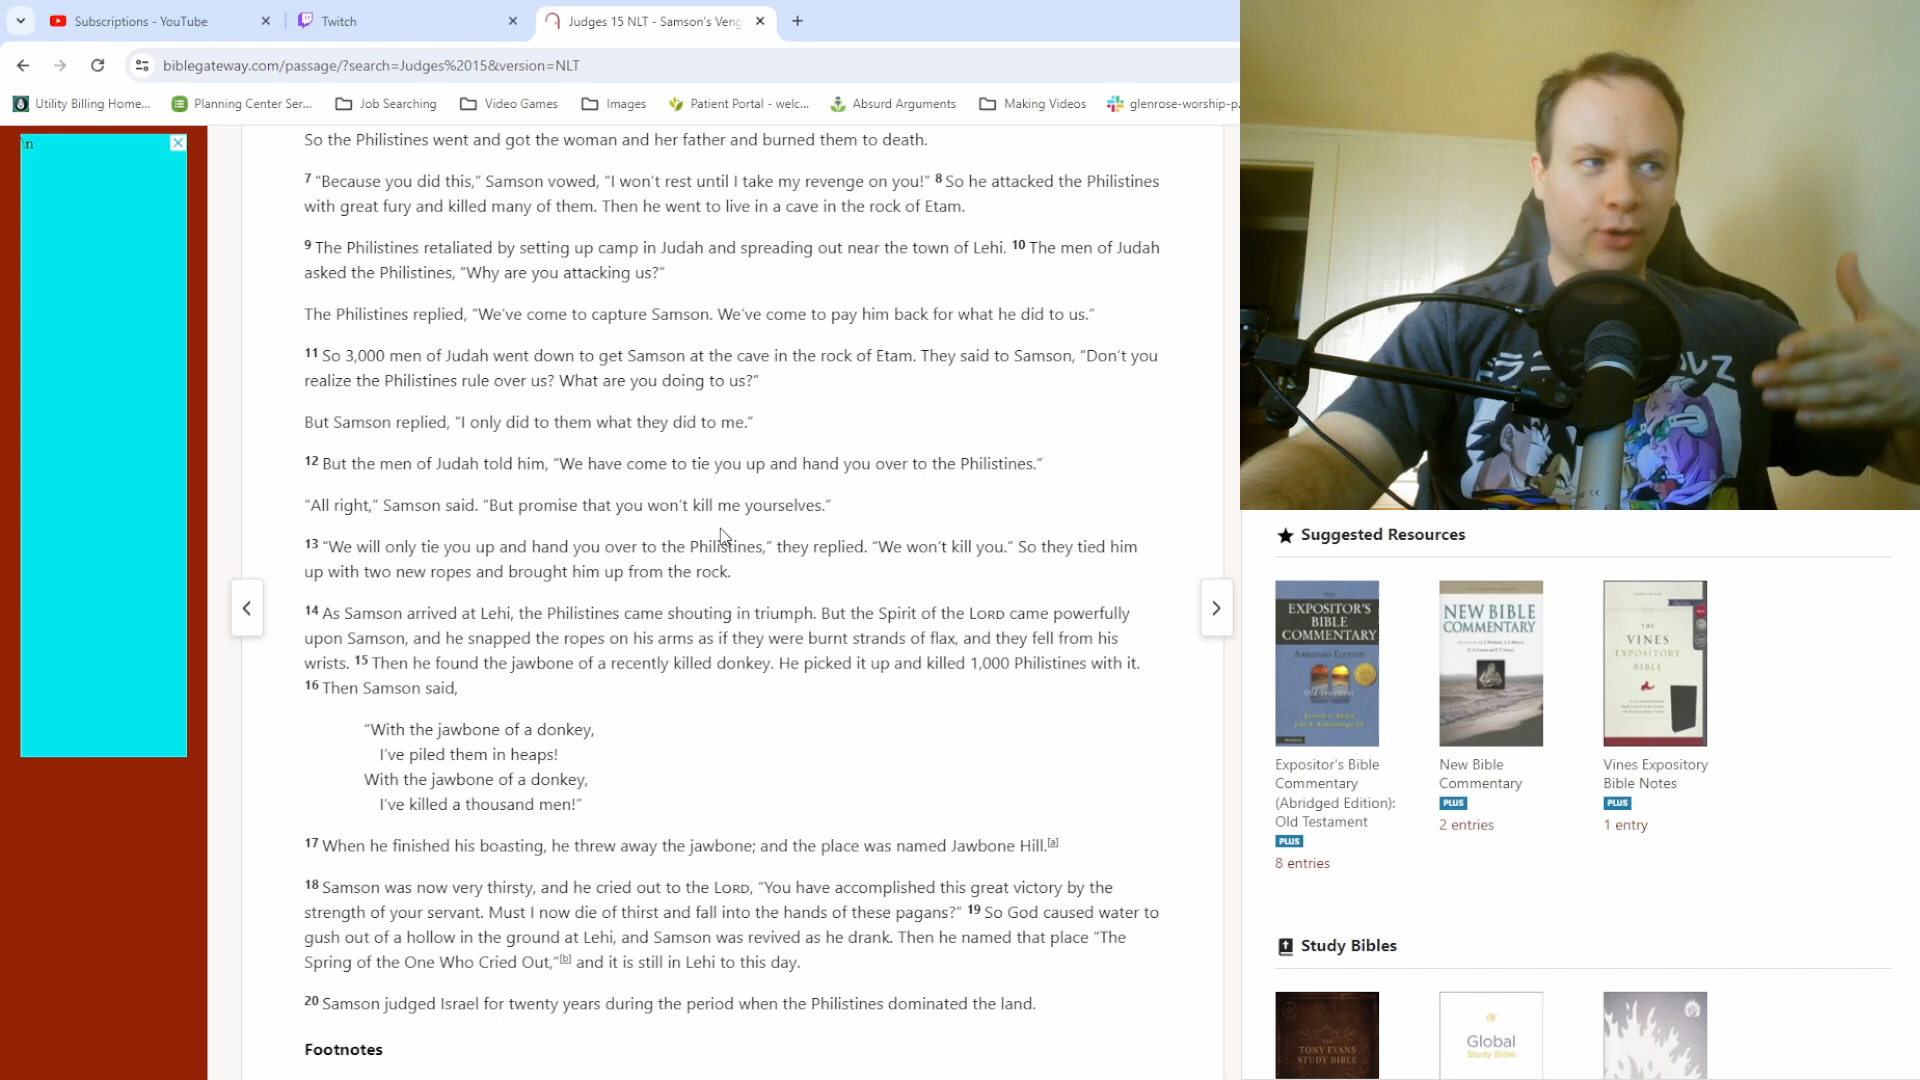 Subscriptions - YouTube
Twitch
Judges 15 NLT - Samson's Veng
biblegateway.com/passage/?search=Judges%2015&version=NLT
Utility Billing Home...
Planning Center Ser...
Job Searching
Video Games
Images
Patient Portal - welc...
Absurd Arguments
Making Videos
glenrose-worship-p.
\n
So the Philistines went and got the woman and her father and burned them to death.
7 “Because you did this,” Samson vowed, “I won’t rest until I take my revenge on you!” 8 So he attacked the Philistines
with great fury and killed many of them. Then he went to live in a cave in the rock of Etam.
9 The Philistines retaliated by setting up camp in Judah and spreading out near the town of Lehi. 10 The men of Judah
asked the Philistines, “Why are you attacking us?”
The Philistines replied, “We’ve come to capture Samson. We’ve come to pay him back for what he did to us.”
11 So 3,000 men of Judah went down to get Samson at the cave in the rock of Etam. They said to Samson, “Don’t you
realize the Philistines rule over us? What are you doing to us?”
But Samson replied, “I only did to them what they did to me.”
12 But the men of Judah told him, “We have come to tie you up and hand you over to the Philistines.”
“All right,” Samson said. “But promise that you won’t kill me yourselves.”
13 “We will only tie you up and hand you over to the Philistines,” they replied. “We won’t kill you.” So they tied him
up with two new ropes and brought him up from the rock.
14 As Samson arrived at Lehi, the Philistines came shouting in triumph. But the Spirit of the LORD came powerfully
upon Samson, and he snapped the ropes on his arms as if they were burnt strands of flax, and they fell from his
wrists. 15 Then he found the jawbone of a recently killed donkey. He picked it up and killed 1,000 Philistines with it.
16 Then Samson said,
“With the jawbone of a donkey,
I’ve piled them in heaps!
With the jawbone of a donkey,
I’ve killed a thousand men!”
17 When he finished his boasting, he threw away the jawbone; and the place was named Jawbone Hill.[a]
18 Samson was now very thirsty, and he cried out to the LORD, “You have accomplished this great victory by the
strength of your servant. Must I now die of thirst and fall into the hands of these pagans?” 19 So God caused water to
gush out of a hollow in the ground at Lehi, and Samson was revived as he drank. Then he named that place “The
Spring of the One Who Cried Out,”[b] and it is still in Lehi to this day.
20 Samson judged Israel for twenty years during the period when the Philistines dominated the land.
Footnotes
Suggested Resources
EXPOSITOR'S
BIBLE
COMMENTARY
ABRIDGED EDITION
Old Testament
NEW BIBLE
COMMENTARY
THE
VINES
EXPOSITORY
BIBLE
Expositor's Bible
Commentary
(Abridged Edition):
Old Testament
PLUS
8 entries
New Bible
Commentary
PLUS
2 entries
Vines Expository
Bible Notes
PLUS
1 entry
Study Bibles
TONY EVANS
STUDY BIBLE
Global
Study Bible